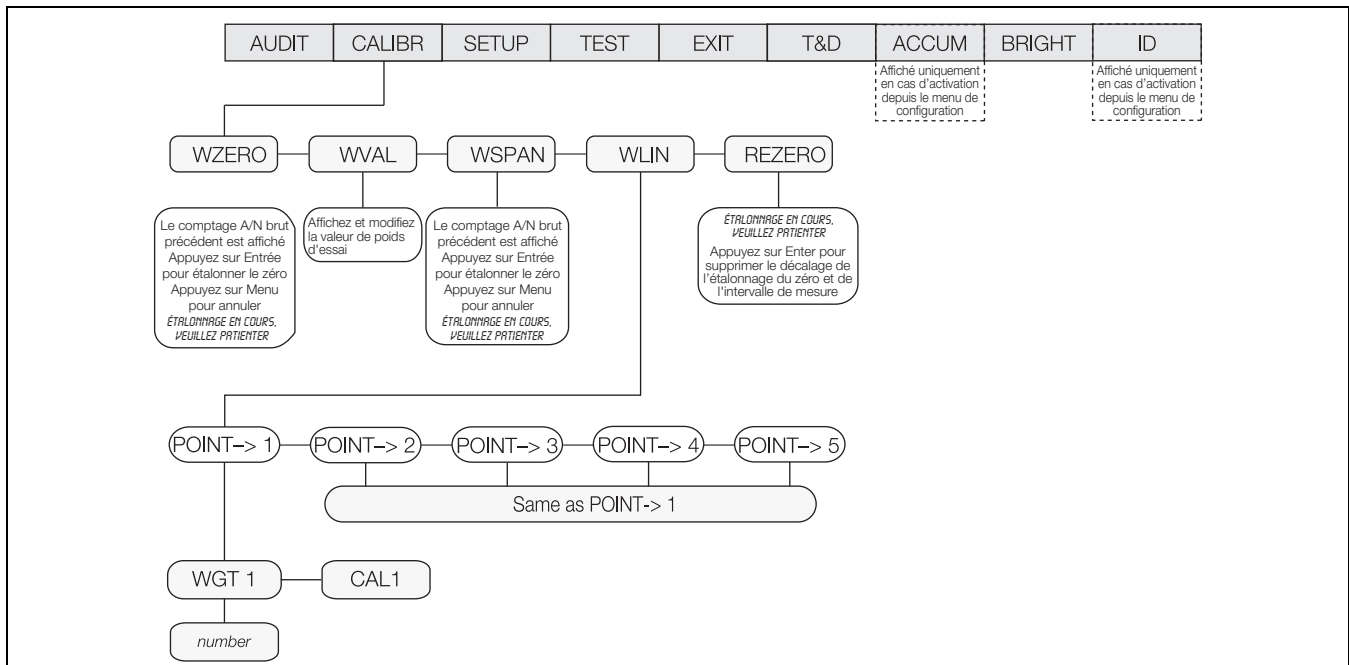 AUDIT CALIBR SETUP TEST EXIT T&D ACCUM BRIGHT ID
Affiché uniquement
en cas d'activation
depuis le menu de
configuration
Affiché uniquement
en cas d'activation
depuis le menu de
configuration
WZERO WVAL WSPAN WLIN REZERO
Le comptage A/N brut
précédent est affiché
Appuyez sur Entrée
pour étalonner le zéro
Appuyez sur Menu
pour annuler
ÉTALONNAGE EN COURS,
VEUILLEZ PATIENTER
Affichez et modifiez
la valeur de poids
d'essai
Le comptage A/N brut
précédent est affiché
Appuyez sur Entrée
pour étalonner le zéro
Appuyez sur Menu
pour annuler
ÉTALONNAGE EN COURS,
VEUILLEZ PATIENTER
ÉTALONNAGE EN COURS,
VEUILLEZ PATIENTER
Appuyez sur Enter pour
supprimer le décalage de
l'étalonnage du zéro et de
l'intervalle de mesure
POINT–> 1 POINT–> 2 POINT–> 3 POINT–> 4 POINT–> 5
Same as POINT-> 1
WGT 1 CAL1
number